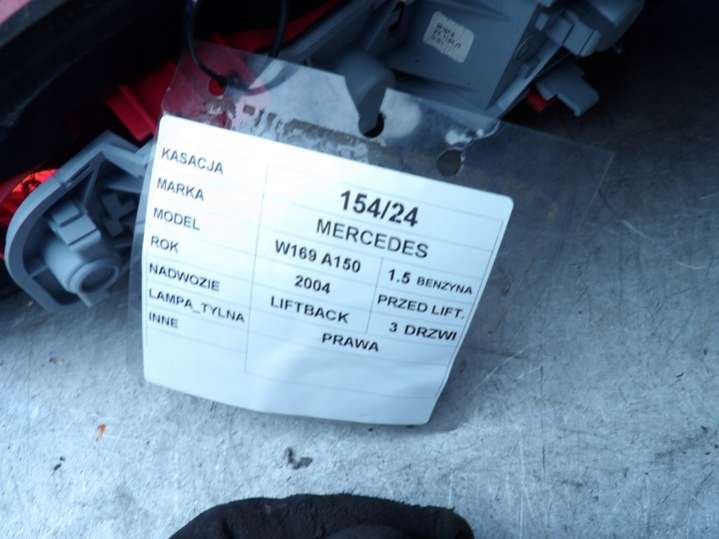 KASACJA 154/24
MARKA MERCEDES
MODEL W169 A150 1.5 BENZYNA
ROK 2004 PRZED LIFT.
NADWOZIE LIFTBACK 3 DRZWI
LAMPA_TYLNA PRAWA
INNE